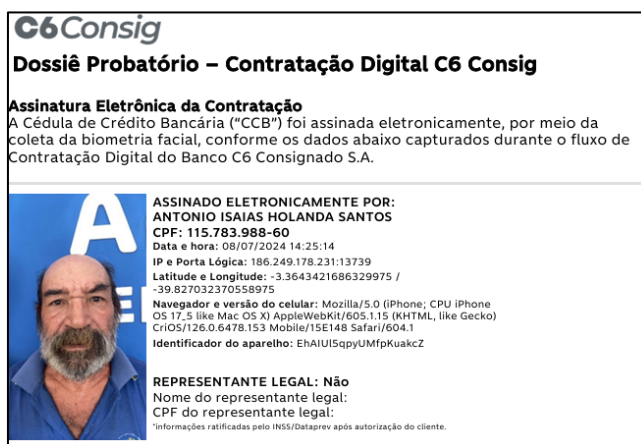 C6 Consig
Dossiê Probatório – Contratação Digital C6 Consig
Assinatura Eletrônica da Contratação
A Cédula de Crédito Bancária (“CCB”) foi assinada eletronicamente, por meio da
coleta da biometria facial, conforme os dados abaixo capturados durante o fluxo de
Contratação Digital do Banco C6 Consignado S.A.
ASSINADO ELETRONICAMENTE POR:
ANTONIO ISAIAS HOLANDA SANTOS
CPF: 115.783.988-60
Data e hora: 08/07/2024 14:25:14
IP e Porta Lógica: 186.249.178.231:13739
Latitude e Longitude: -3.3643421686329975 /
-39.827032370558975
Navegador e versão do celular: Mozilla/5.0 (iPhone; CPU iPhone
OS 17_5 like Mac OS X) AppleWebKit/605.1.15 (KHTML, like Gecko)
CriOS/126.0.6478.153 Mobile/15E148 Safari/604.1
Identificador do aparelho: EhAIUl5qpyUMfpKuakcZ
REPRESENTANTE LEGAL: Não
Nome do representante legal:
CPF do representante legal:
*informações ratificadas pelo INSS/Dataprev após autorização do cliente.